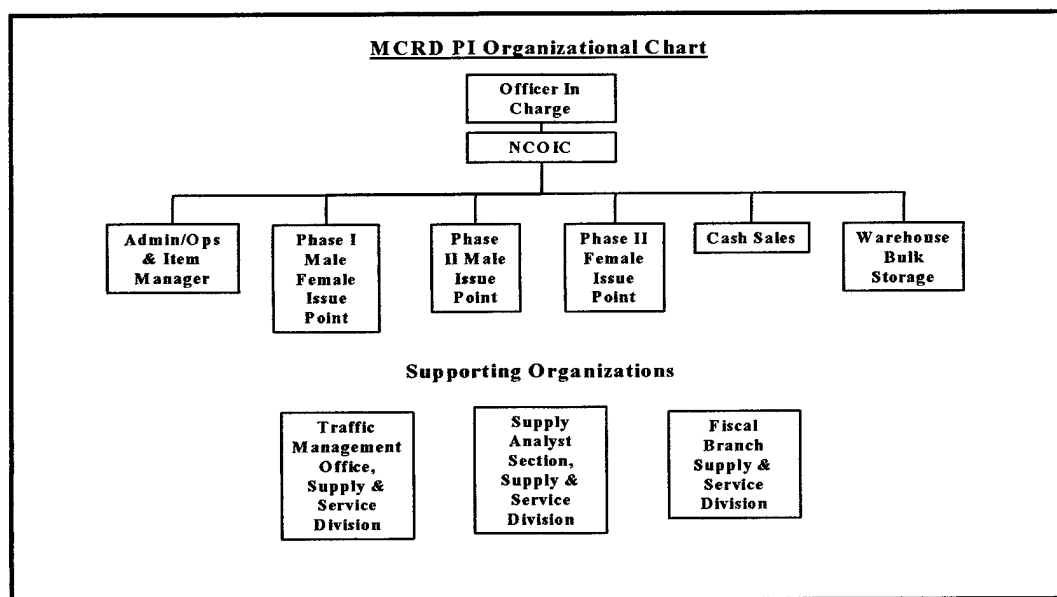 MCRD PI Organizational Chart
Officer In
Charge
NCOIC
Admin/Ops
& Item
Manager
Phase I
Male
Female
Issue
Point
Phase
II Male
Issue
Point
Phase II
Female
Issue
Point
Cash Sales
Warehouse
Bulk
Storage
Supporting Organizations
Traffic
Management
Office,
Supply &
Service
Division
Supply
Analyst
Section,
Supply &
Service
Division
Fiscal
Branch
Supply &
Service
Division